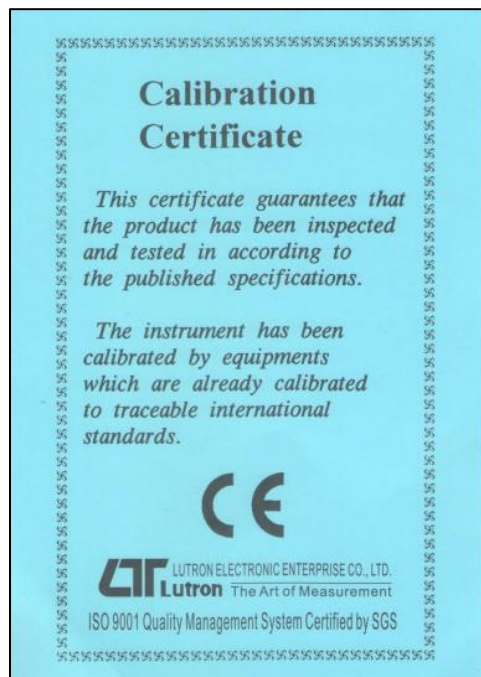 Calibration
Certificate
This certificate guarantees that
the product has been inspected
and tested in according to
the published specifications.
The instrument has been
calibrated by equipments
which are already calibrated
to traceable international
standards.
CE
LUTRON ELECTRONIC ENTERPRISE CO., LTD.
Lutron The Art of Measurement
ISO 9001 Quality Management System Certified by SGS